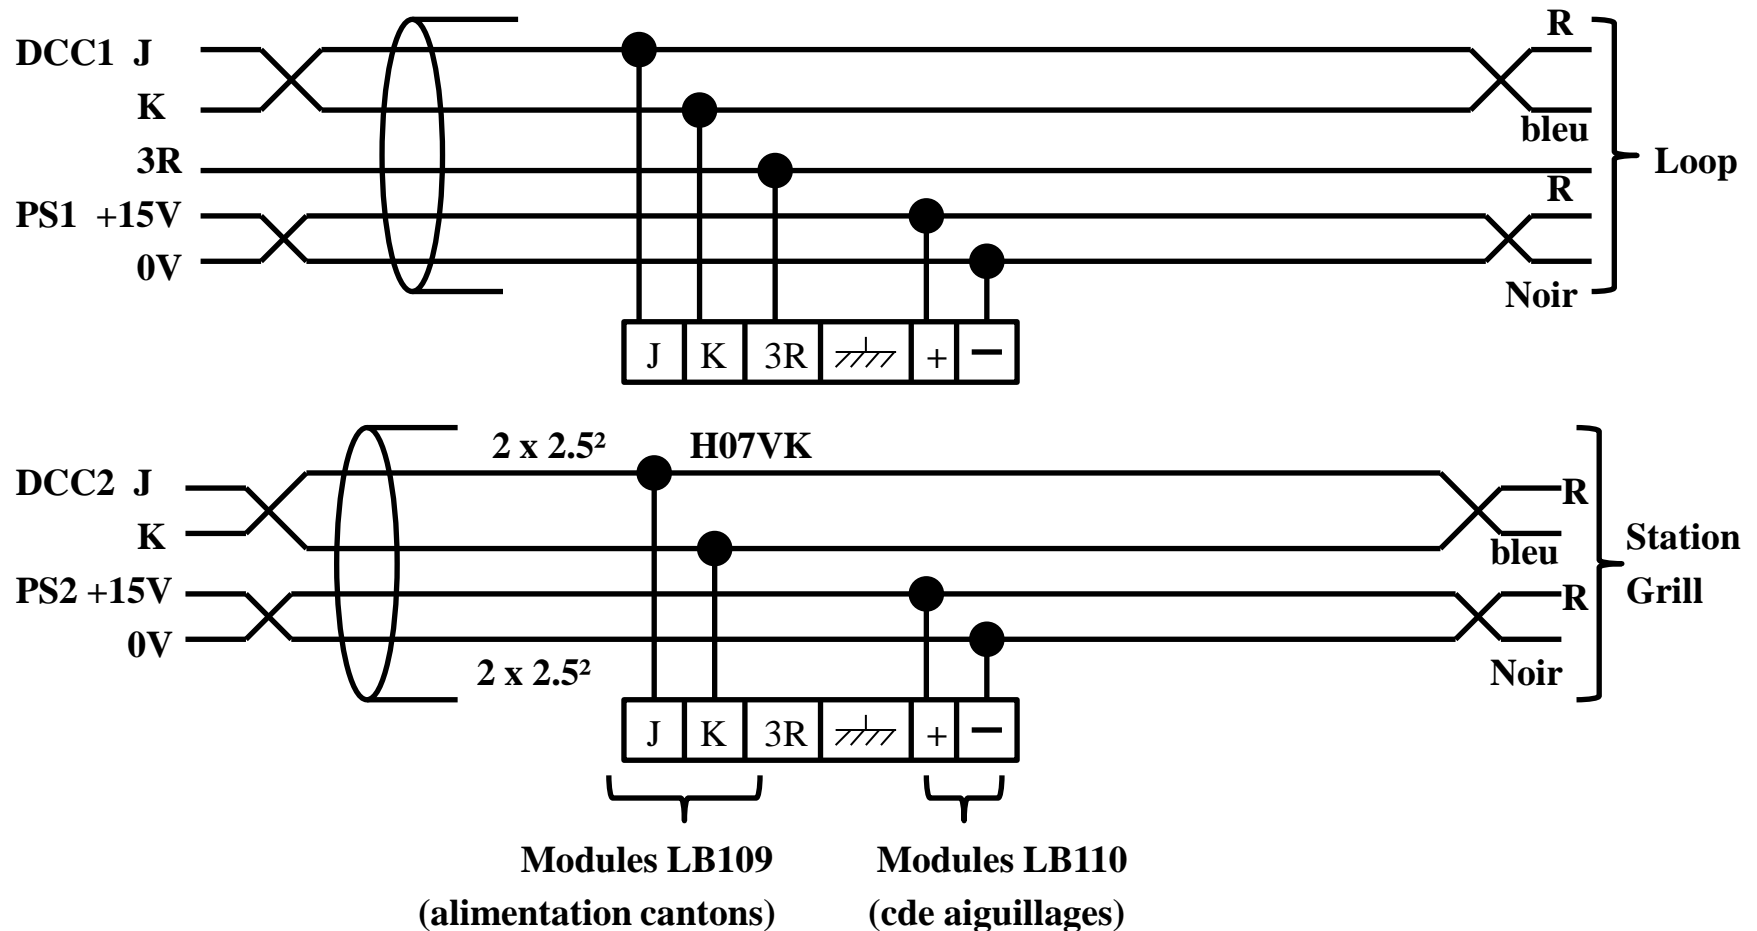 R
DCC1 J
K
bleu
3R
Loop
R
PS1 +15V
0V
Noir
J K 3R + —
2 x 2.5² H07VK
DCC2 J
R
K
bleu
Station
PS2 +15V
R
Grill
0V
2 x 2.5²
Noir
J K 3R + —
Modules LB109 Modules LB110
(alimentation cantons) (cde aiguillages)